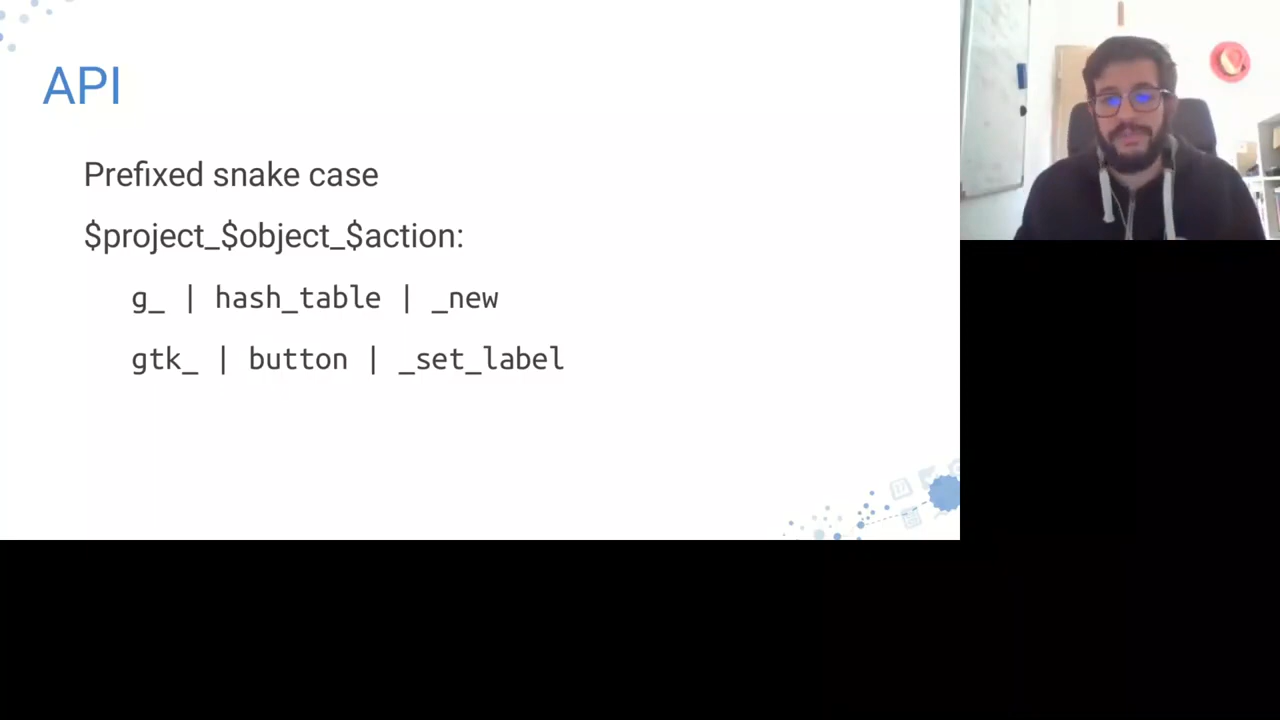 API
Prefixed snake case
$project_$object_$action:
g_ | hash_table | _new
gtk_ | button | _set_label